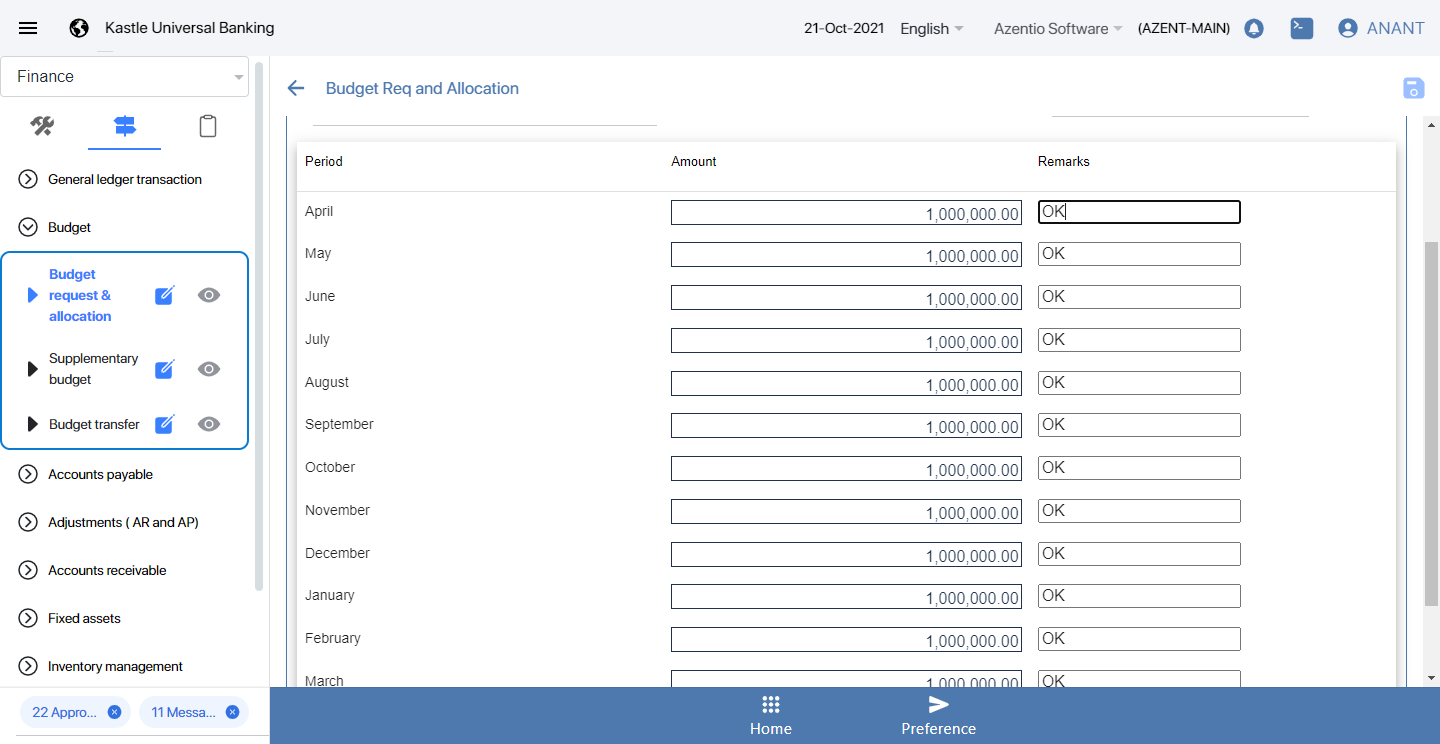 Kastle Universal Banking
21-Oct-2021 English Azentio Software (AZENT-MAIN) ANANT
Finance
General ledger transaction
Budget
Budget
request &
allocation
Supplementary
budget
Budget transfer
Accounts payable
Adjustments ( AR and AP)
Accounts receivable
Fixed assets
Inventory management
22 Appro... 11 Messa...
Budget Req and Allocation
Period Amount Remarks
April 1,000,000.00 OK
May 1,000,000.00 OK
June 1,000,000.00 OK
July 1,000,000.00 OK
August 1,000,000.00 OK
September 1,000,000.00 OK
October 1,000,000.00 OK
November 1,000,000.00 OK
December 1,000,000.00 OK
January 1,000,000.00 OK
February 1,000,000.00 OK
March 1,000,000.00 OK
Home Preference